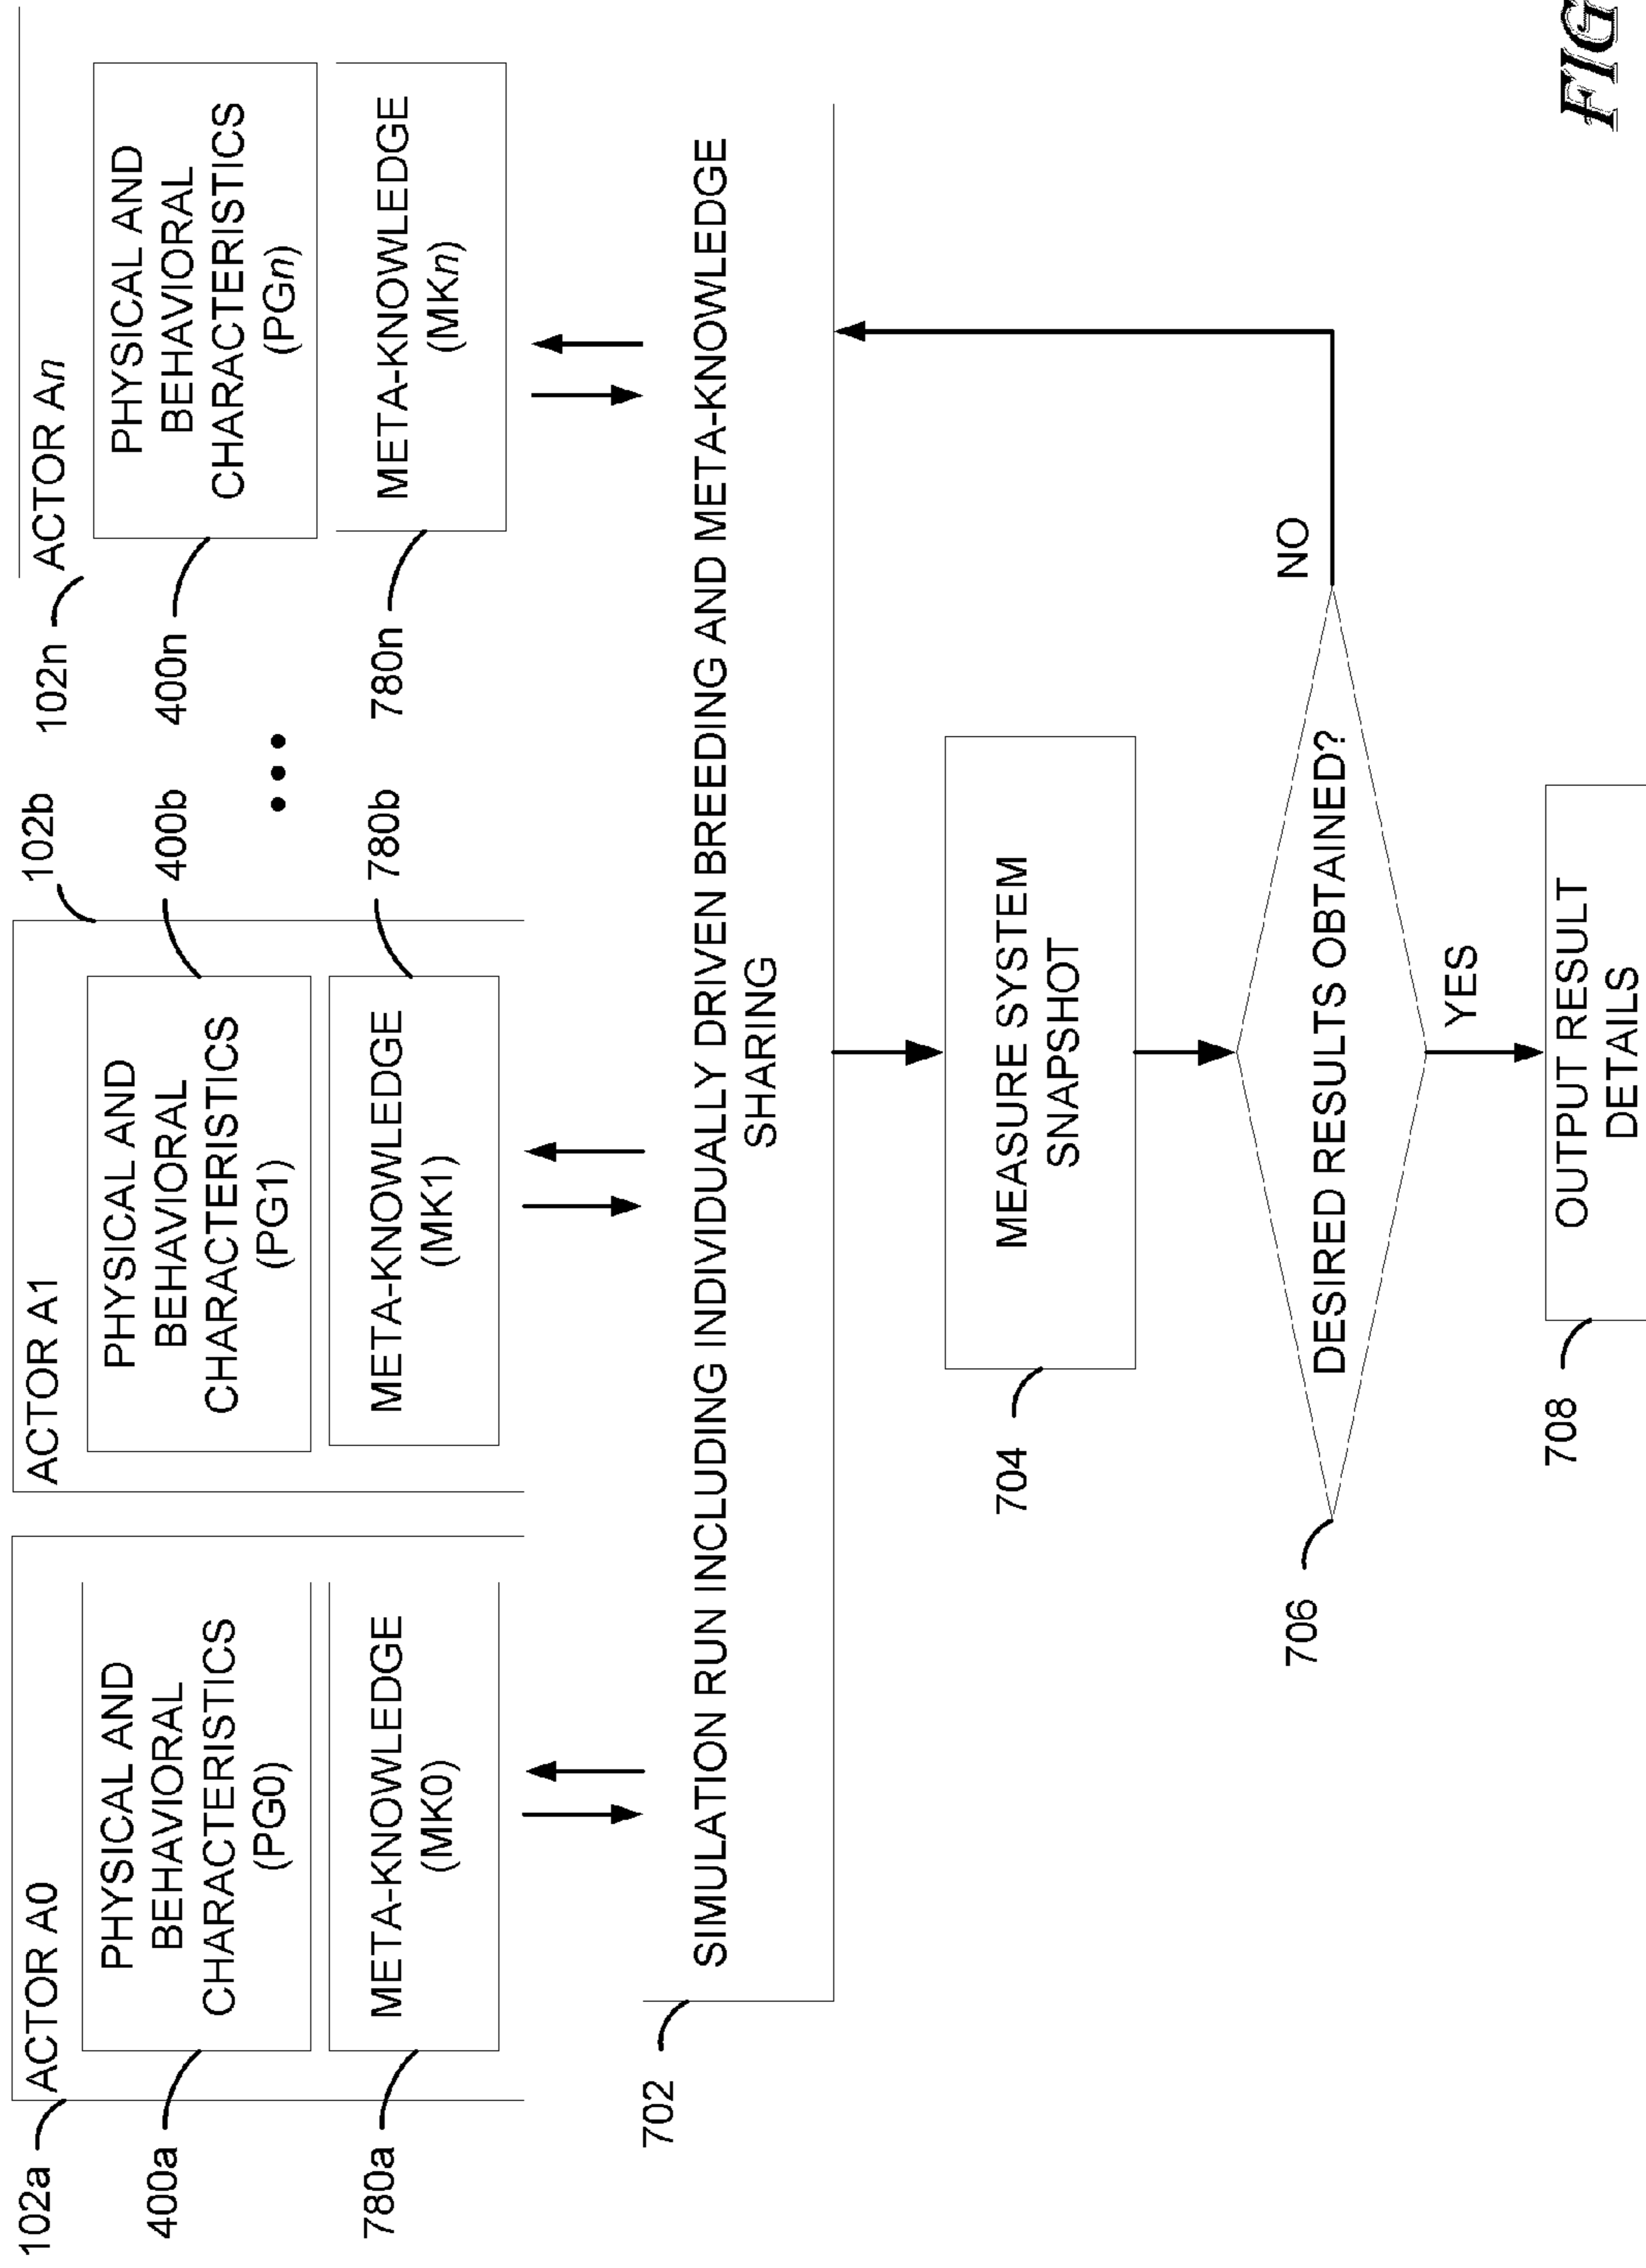 102a
ACTOR A0
400a
PHYSICAL AND
BEHAVIORAL
CHARACTERISTICS
(PG0)
780a
META-KNOWLEDGE
(MK0)
102b
ACTOR A1
400b
PHYSICAL AND
BEHAVIORAL
CHARACTERISTICS
(PG1)
780b
META-KNOWLEDGE
(MK1)
102n
ACTOR An
400n
PHYSICAL AND
BEHAVIORAL
CHARACTERISTICS
(PGn)
780n
META-KNOWLEDGE
(MKn)
702
SIMULATION RUN INCLUDING INDIVIDUALLY DRIVEN BREEDING AND META-KNOWLEDGE
SHARING
704
MEASURE SYSTEM
SNAPSHOT
706
DESIRED RESULTS OBTAINED?
NO
YES
708
OUTPUT RESULT
DETAILS
FIG